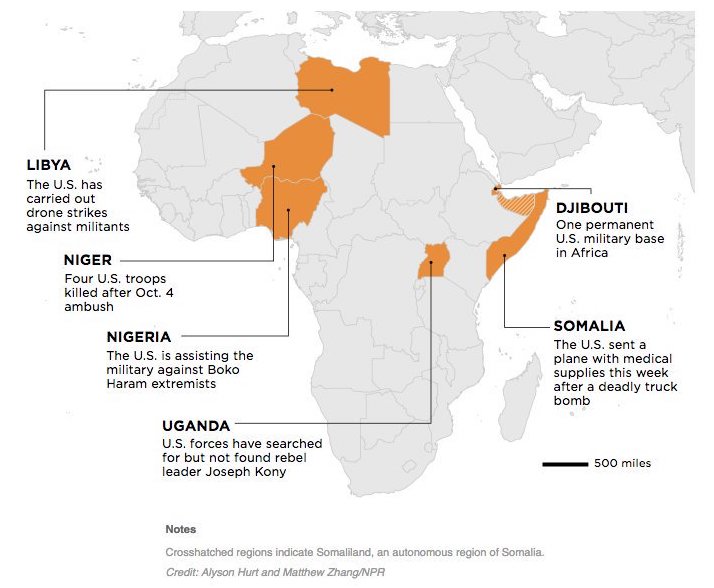 LIBYA
The U.S. has
carried out
drone strikes
against militants
NIGER
Four U.S. troops
killed after Oct. 4
ambush
NIGERIA
The U.S. is assisting the
military against Boko
Haram extremists
UGANDA
U.S. forces have searched
for but not found rebel
leader Joseph Kony
DJIBOUTI
One permanent
U.S. military base
in Africa
SOMALIA
The U.S. sent a
plane with medical
supplies this week
after a deadly truck
bomb
500 miles
Notes
Crosshatched regions indicate Somaliland, an autonomous region of Somalia.
Credit: Alyson Hurt and Matthew Zhang/NPR